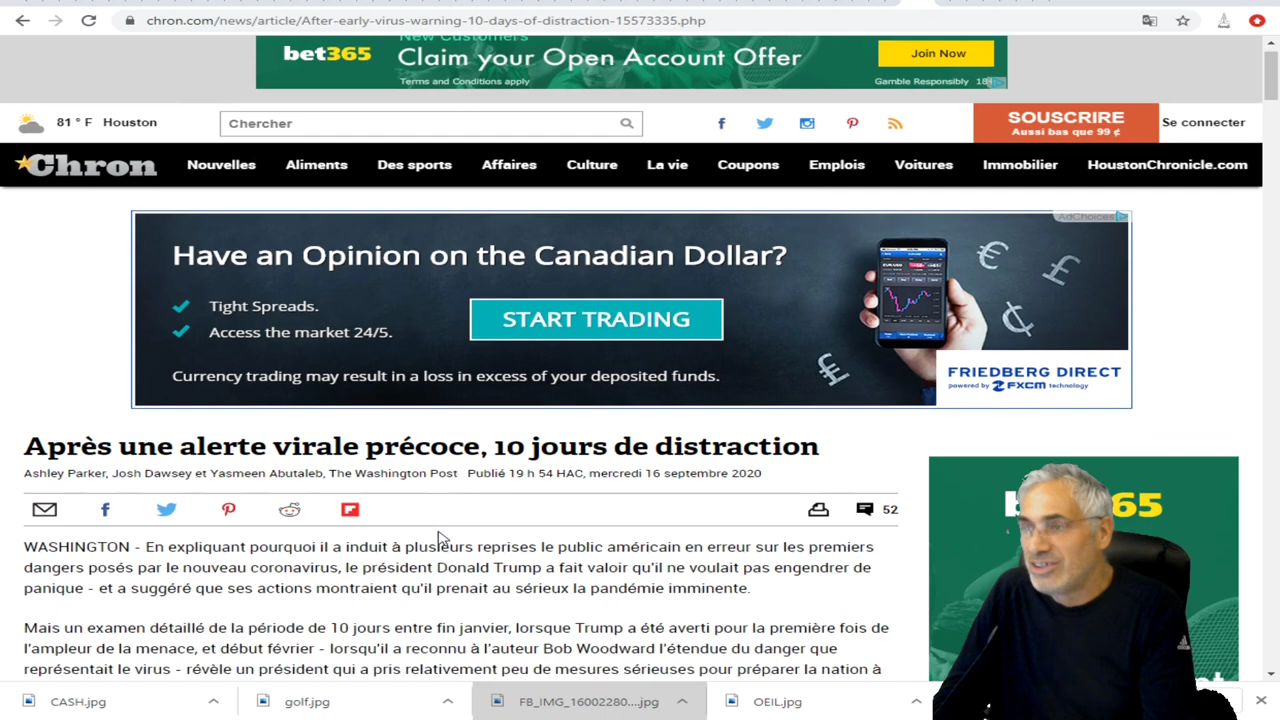 chron.com/news/article/After-early-virus-warning-10-days-of-distraction-15573335.php
New Customers
bet365
Claim your Open Account Offer
Join Now
Terms and Conditions apply
Gamble Responsibly
81 ° F Houston
Chercher
SOUSCRIRE
Aussi bas que 99 ¢
Se connecter
Chron
Nouvelles
Aliments
Des sports
Affaires
Culture
La vie
Coupons
Emplois
Voitures
Immobilier
HoustonChronicle.com
AdChoices
Have an Opinion on the Canadian Dollar?
Tight Spreads.
Access the market 24/5.
START TRADING
Currency trading may result in a loss in excess of your deposited funds.
FRIEDBERG DIRECT
powered by FXCM technology
Après une alerte virale précoce, 10 jours de distraction
Ashley Parker, Josh Dawsey et Yasmeen Abutaleb, The Washington Post Publié 19 h 54 HAC, mercredi 16 septembre 2020
52
WASHINGTON - En expliquant pourquoi il a induit à plusieurs reprises le public américain en erreur sur les premiers
dangers posés par le nouveau coronavirus, le président Donald Trump a fait valoir qu'il ne voulait pas engendrer de
panique - et a suggéré que ses actions montraient qu'il prenait au sérieux la pandémie imminente.
Mais un examen détaillé de la période de 10 jours entre fin janvier, lorsque Trump a été averti pour la première fois de
l'ampleur de la menace, et début février - lorsqu'il a reconnu à l'auteur Bob Woodward l'étendue du danger que
représentait le virus - révèle un président qui a pris relativement peu de mesures sérieuses pour préparer la nation à
CASH.jpg
golf.jpg
FB_IMG_16002280....jpg
OEIL.jpg